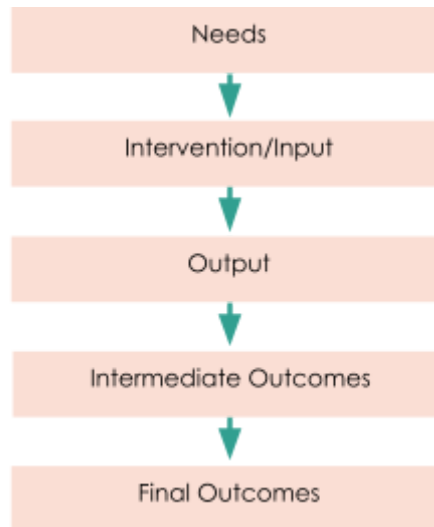 Needs
Intervention/Input
Output
Intermediate Outcomes
Final Outcomes